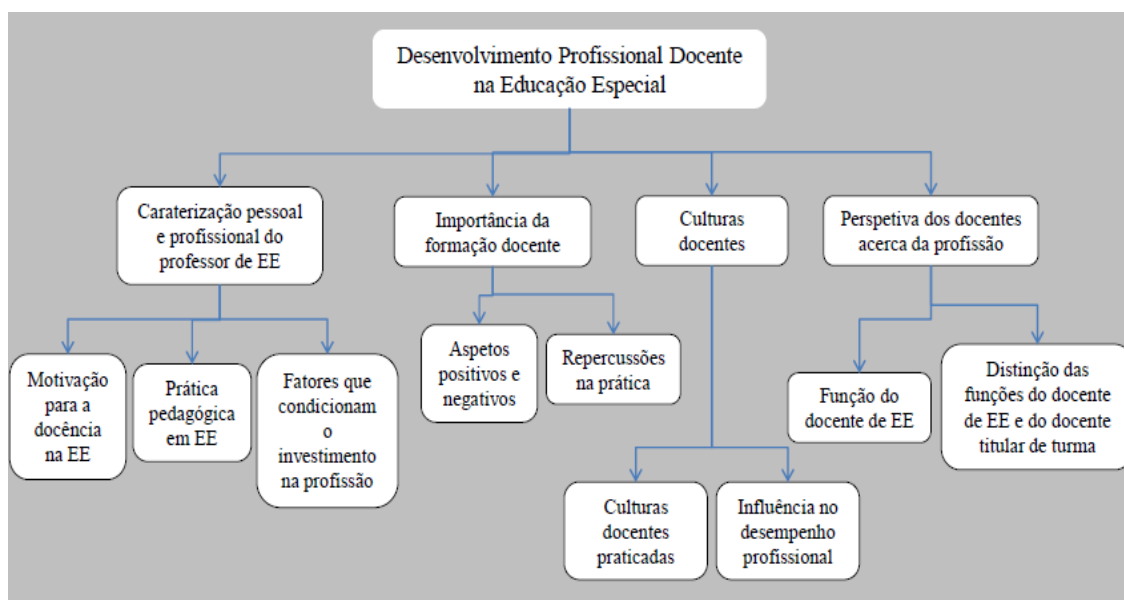 Desenvolvimento Profissional Docente
na Educação Especial
Caraterização pessoal
e profissional do
professor de EE
Importância da
formação docente
Culturas
docentes
Perspetiva dos docentes
acerca da profissão
Motivação
para a
docência
na EE
Prática
pedagógica
em EE
Fatores que
condicionam
o
investimento
na profissão
Aspetos
positivos e
negativos
Repercussões
na prática
Culturas
docentes
praticadas
Influência no
desempenho
profissional
Função do
docente de EE
Distinção das
funções do docente
de EE e do docente
titular de turma